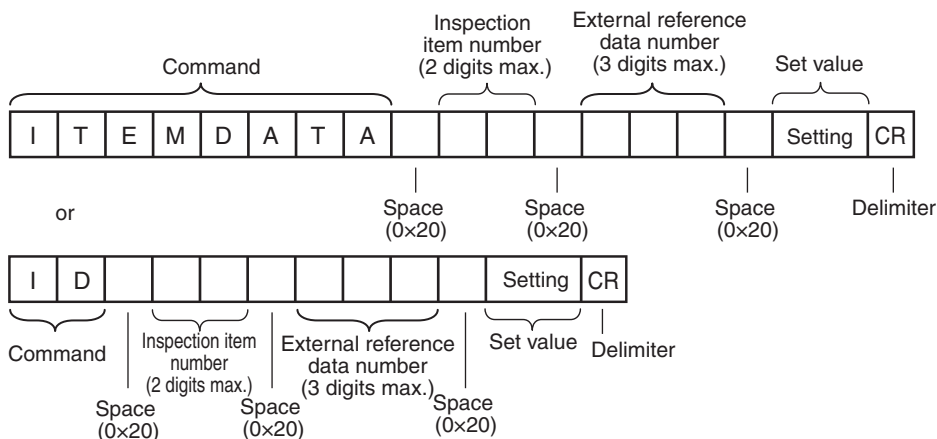 Command
Inspection
item number
(2 digits max.)
External reference
data number
(3 digits max.)
Set value
I T E M D A T A Setting CR
Space
(0×20)
Space
(0×20)
Space
(0×20)
Delimiter
or
I D Setting CR
Command
Inspection item
number
(2 digits max.)
External reference
data number
(3 digits max.)
Set value
Delimiter
Space
(0×20)
Space
(0×20)
Space
(0×20)